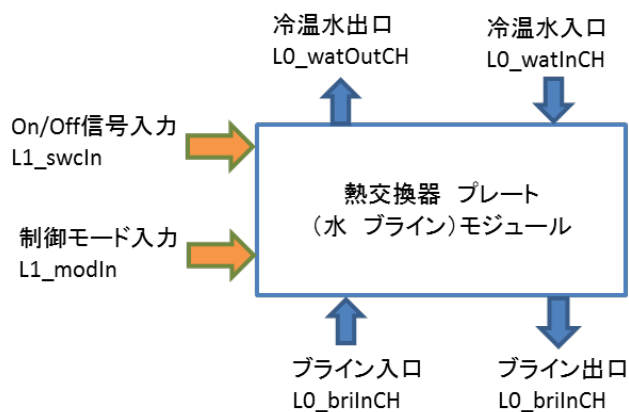 冷温水出口
L0_watOutCH
冷温水入口
L0_watInCH
On/Off信号入力
L1_swcIn
熱交換器　プレート
（水　ブライン）モジュール
制御モード入力
L1_modIn
ブライン入口
L0_briInCH
ブライン出口
L0_briInCH